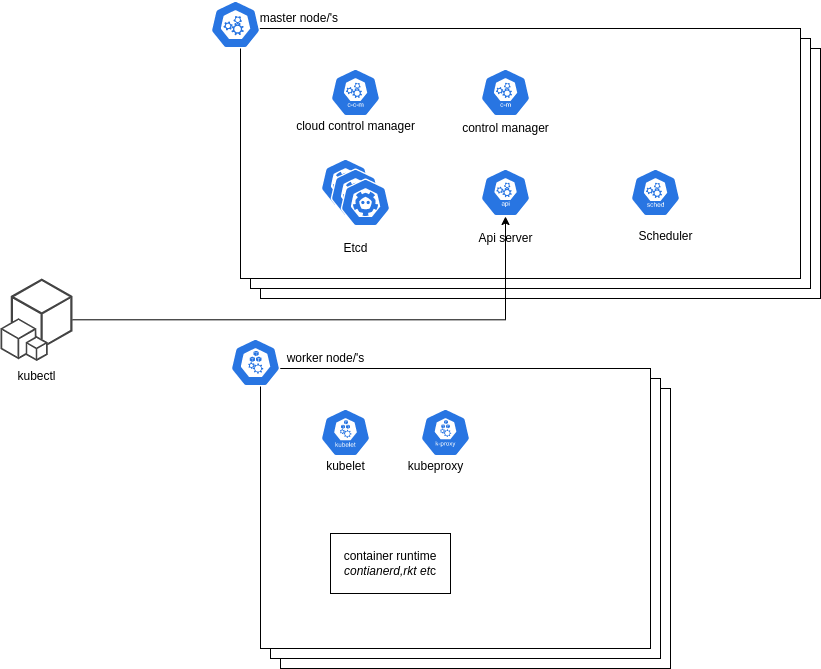 master node/'s
c-c-m
c-m
cloud control manager
control manager
api
sched
Etcd
Api server
Scheduler
kubectl
worker node/'s
kubelet
k-proxy
kubelet
kubeproxy
container runtime
contianerd,rkt etc